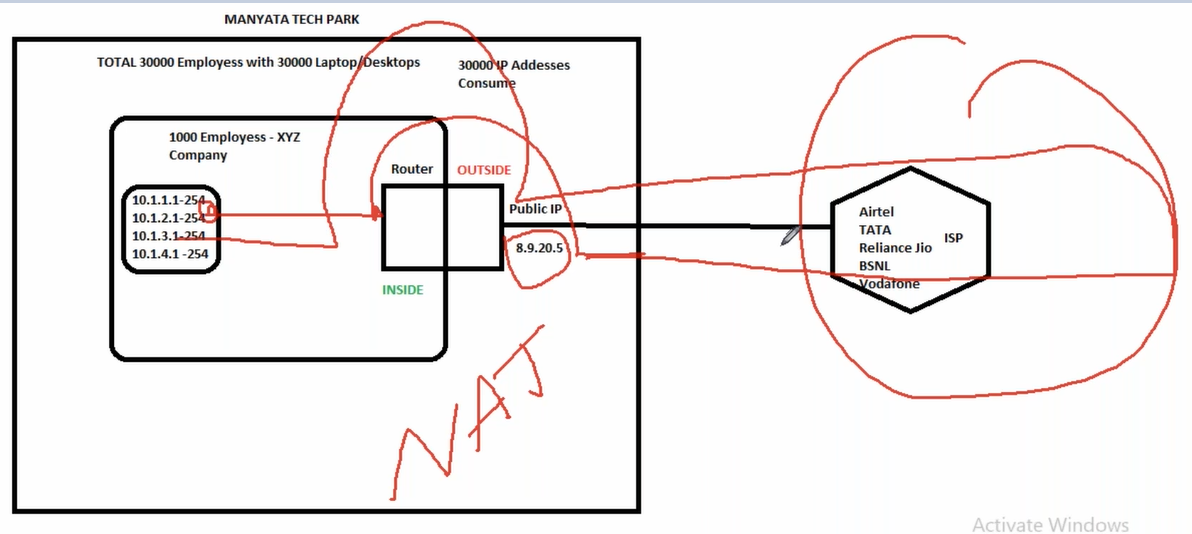 MANYATA TECH PARK
TOTAL 30000 Employess with 30000 Laptop/Desktops
30000 IP Addesses
Consume
1000 Employess - XYZ
Company
Router
OUTSIDE
10.1.1.1-254
10.1.2.1-254
10.1.3.1-254
10.1.4.1 -254
Public IP
8.9.20.5
INSIDE
Airtel
TATA
Reliance Jio
BSNL
Vodafone
ISP
NAT
Activate Windows